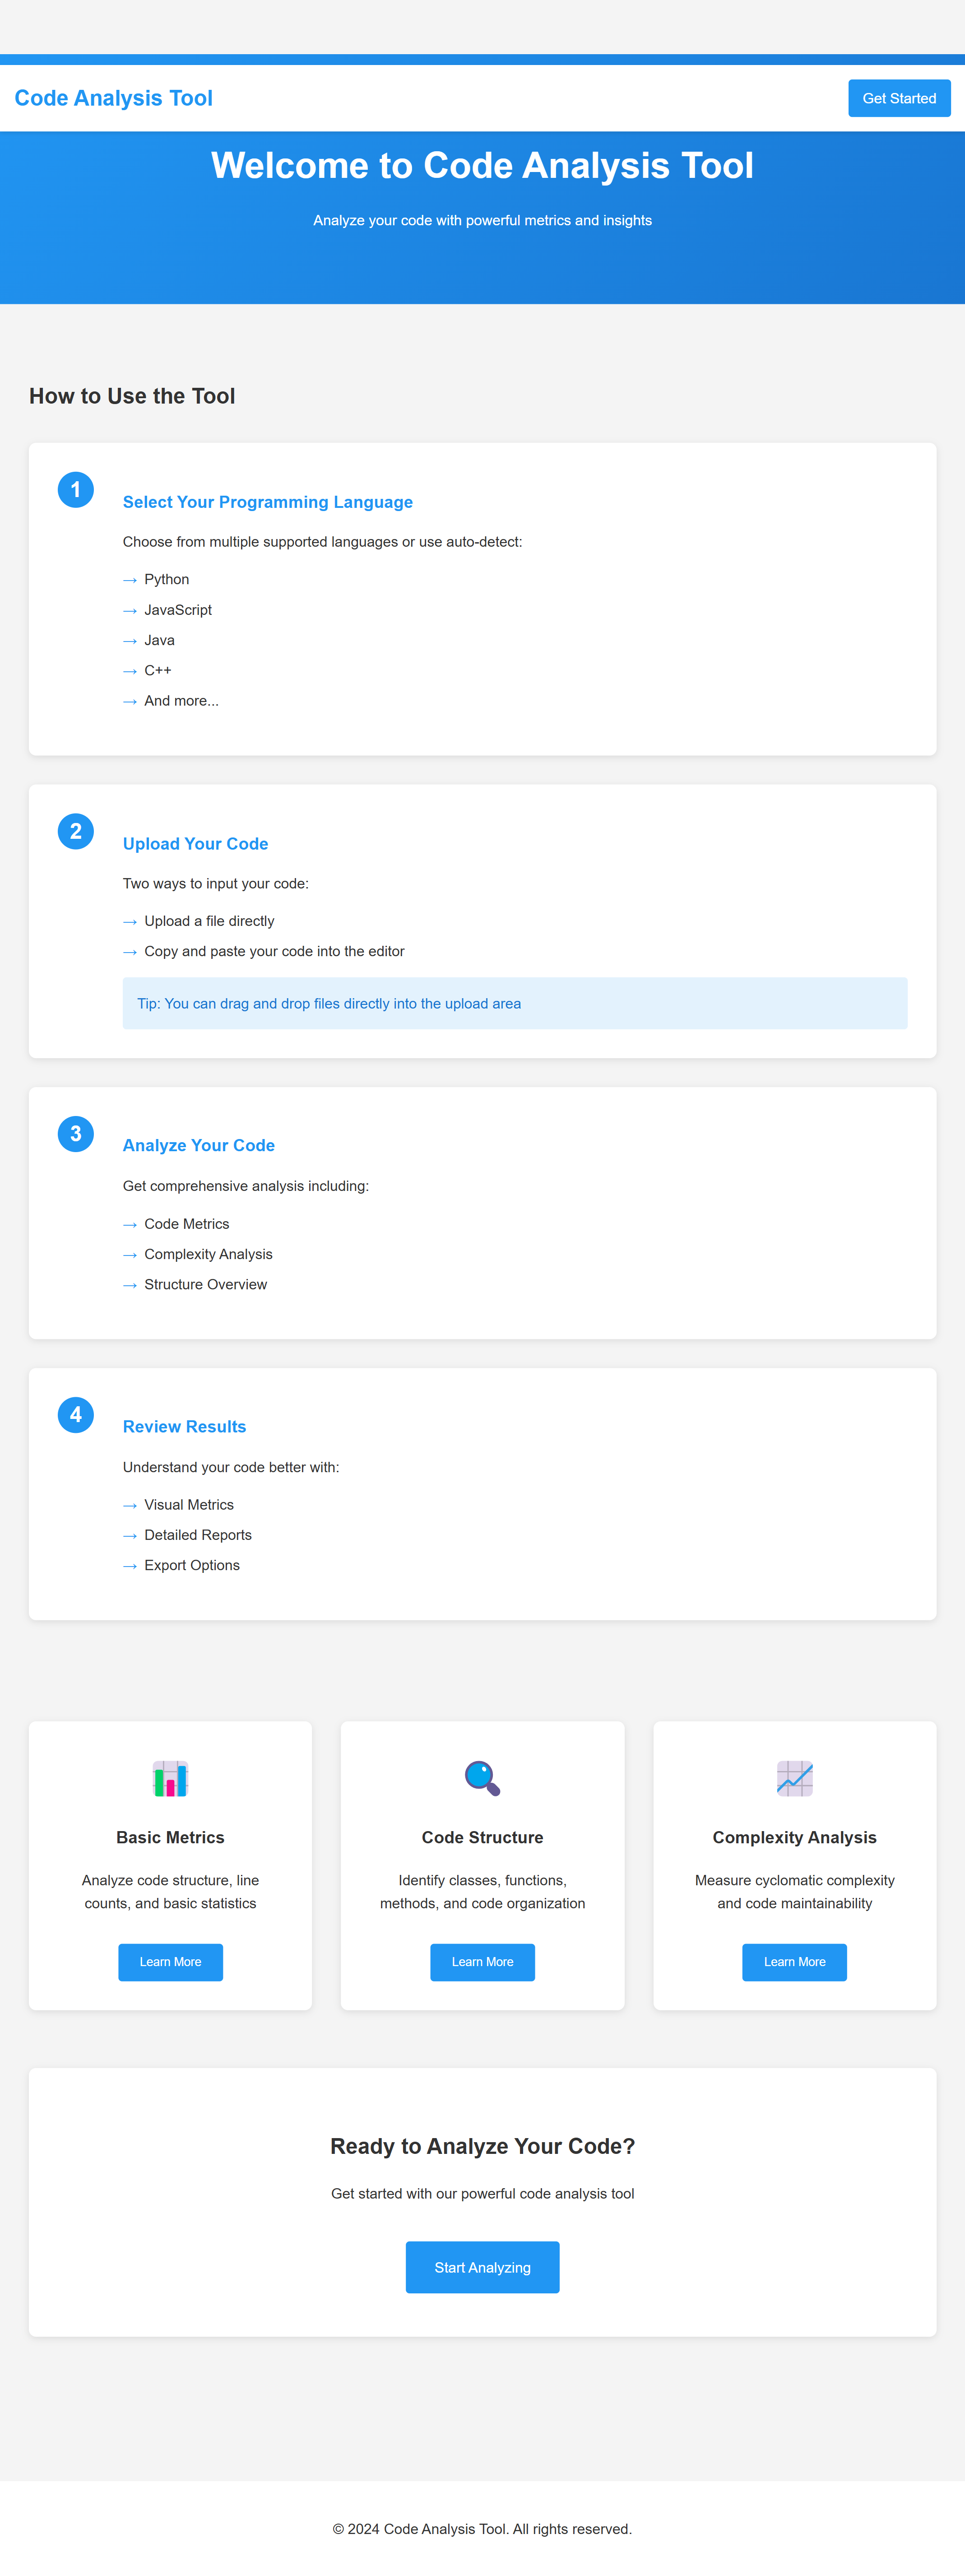 Code Analysis Tool
Get Started
Welcome to Code Analysis Tool
Analyze your code with powerful metrics and insights
How to Use the Tool
1
Select Your Programming Language
Choose from multiple supported languages or use auto-detect:
→ Python
→ JavaScript
→ Java
→ C++
→ And more...
2
Upload Your Code
Two ways to input your code:
→ Upload a file directly
→ Copy and paste your code into the editor
Tip: You can drag and drop files directly into the upload area
3
Analyze Your Code
Get comprehensive analysis including:
→ Code Metrics
→ Complexity Analysis
→ Structure Overview
4
Review Results
Understand your code better with:
→ Visual Metrics
→ Detailed Reports
→ Export Options
Basic Metrics
Analyze code structure, line
counts, and basic statistics
Learn More
Code Structure
Identify classes, functions,
methods, and code organization
Learn More
Complexity Analysis
Measure cyclomatic complexity
and code maintainability
Learn More
Ready to Analyze Your Code?
Get started with our powerful code analysis tool
Start Analyzing
© 2024 Code Analysis Tool. All rights reserved.